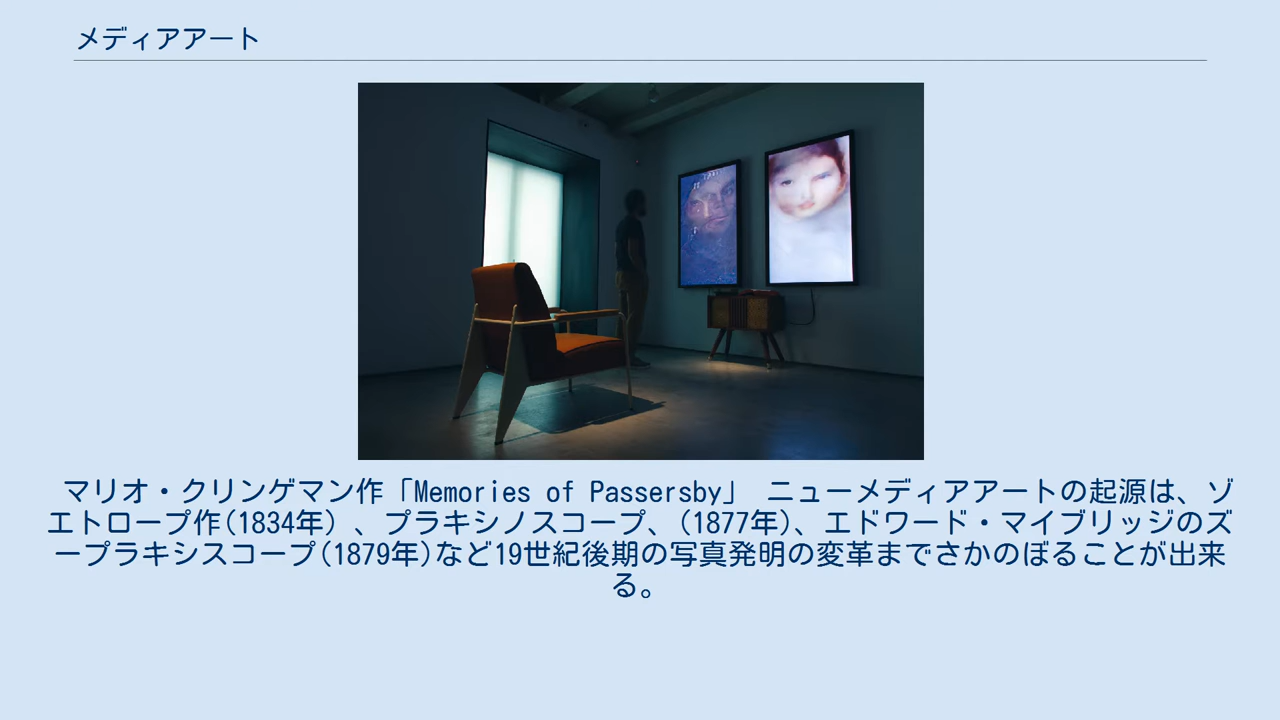 メディアアート
マリオ・クリンゲマン作「Memories of Passersby」 ニューメディアアートの起源は、ゾ
エトロープ作(1834年) 、プラキシノスコープ、(1877年)、エドワード・マイブリッジのズ
ープラキシスコープ(1879年)など19世紀後期の写真発明の変革までさかのぼることが出来
る。